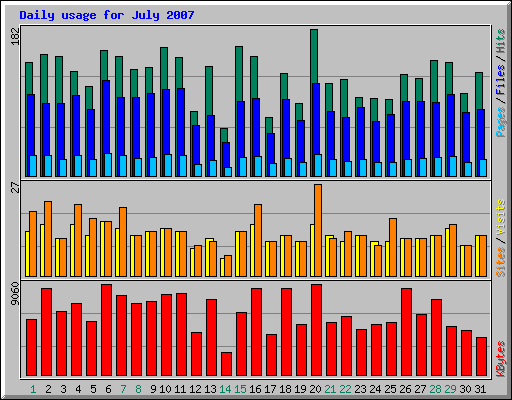 Daily usage for July 2007
182
Pages / Files / Hits
27
Sites / Visits
9060
KBytes
1 2 3 4 5 6 7 8 9 10 11 12 13 14 15 16 17 18 19 20 21 22 23 24 25 26 27 28 29 30 31